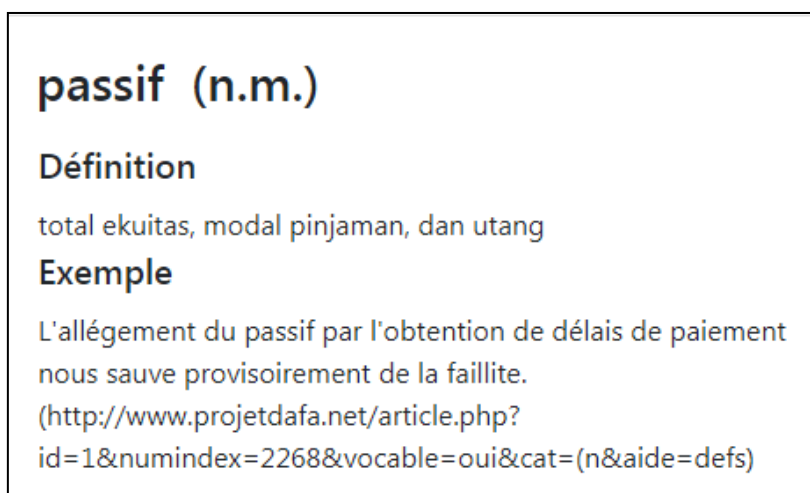 passif (n.m.)
Définition
total ekuitas, modal pinjaman, dan utang
Exemple
L'allégement du passif par l'obtention de délais de paiement
nous sauve provisoirement de la faillite.
(http://www.projetdafa.net/article.php?
id=1&numindex=2268&vocable=oui&cat=(n&aide=defs)